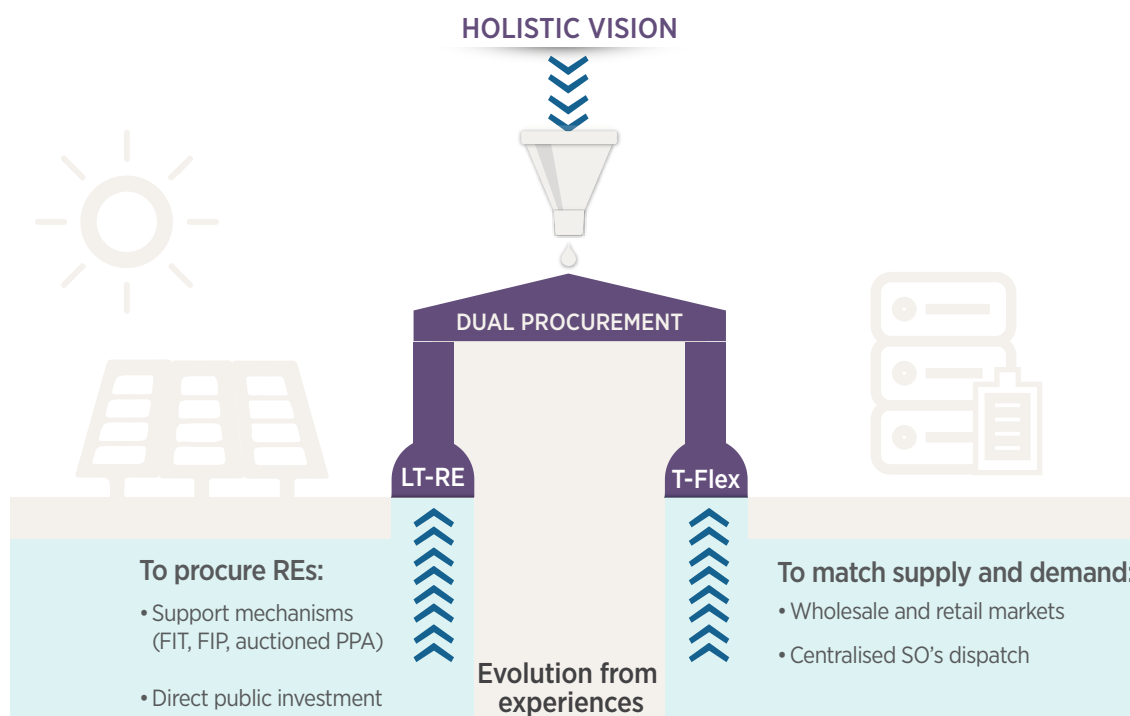 HOLISTIC VISION
DUAL PROCUREMENT
LT-RE
T-Flex
To procure REs:
• Support mechanisms
(FIT, FIP, auctioned PPA)
• Direct public investment
Evolution from
experiences
To match supply and demand:
• Wholesale and retail markets
• Centralised SO's dispatch